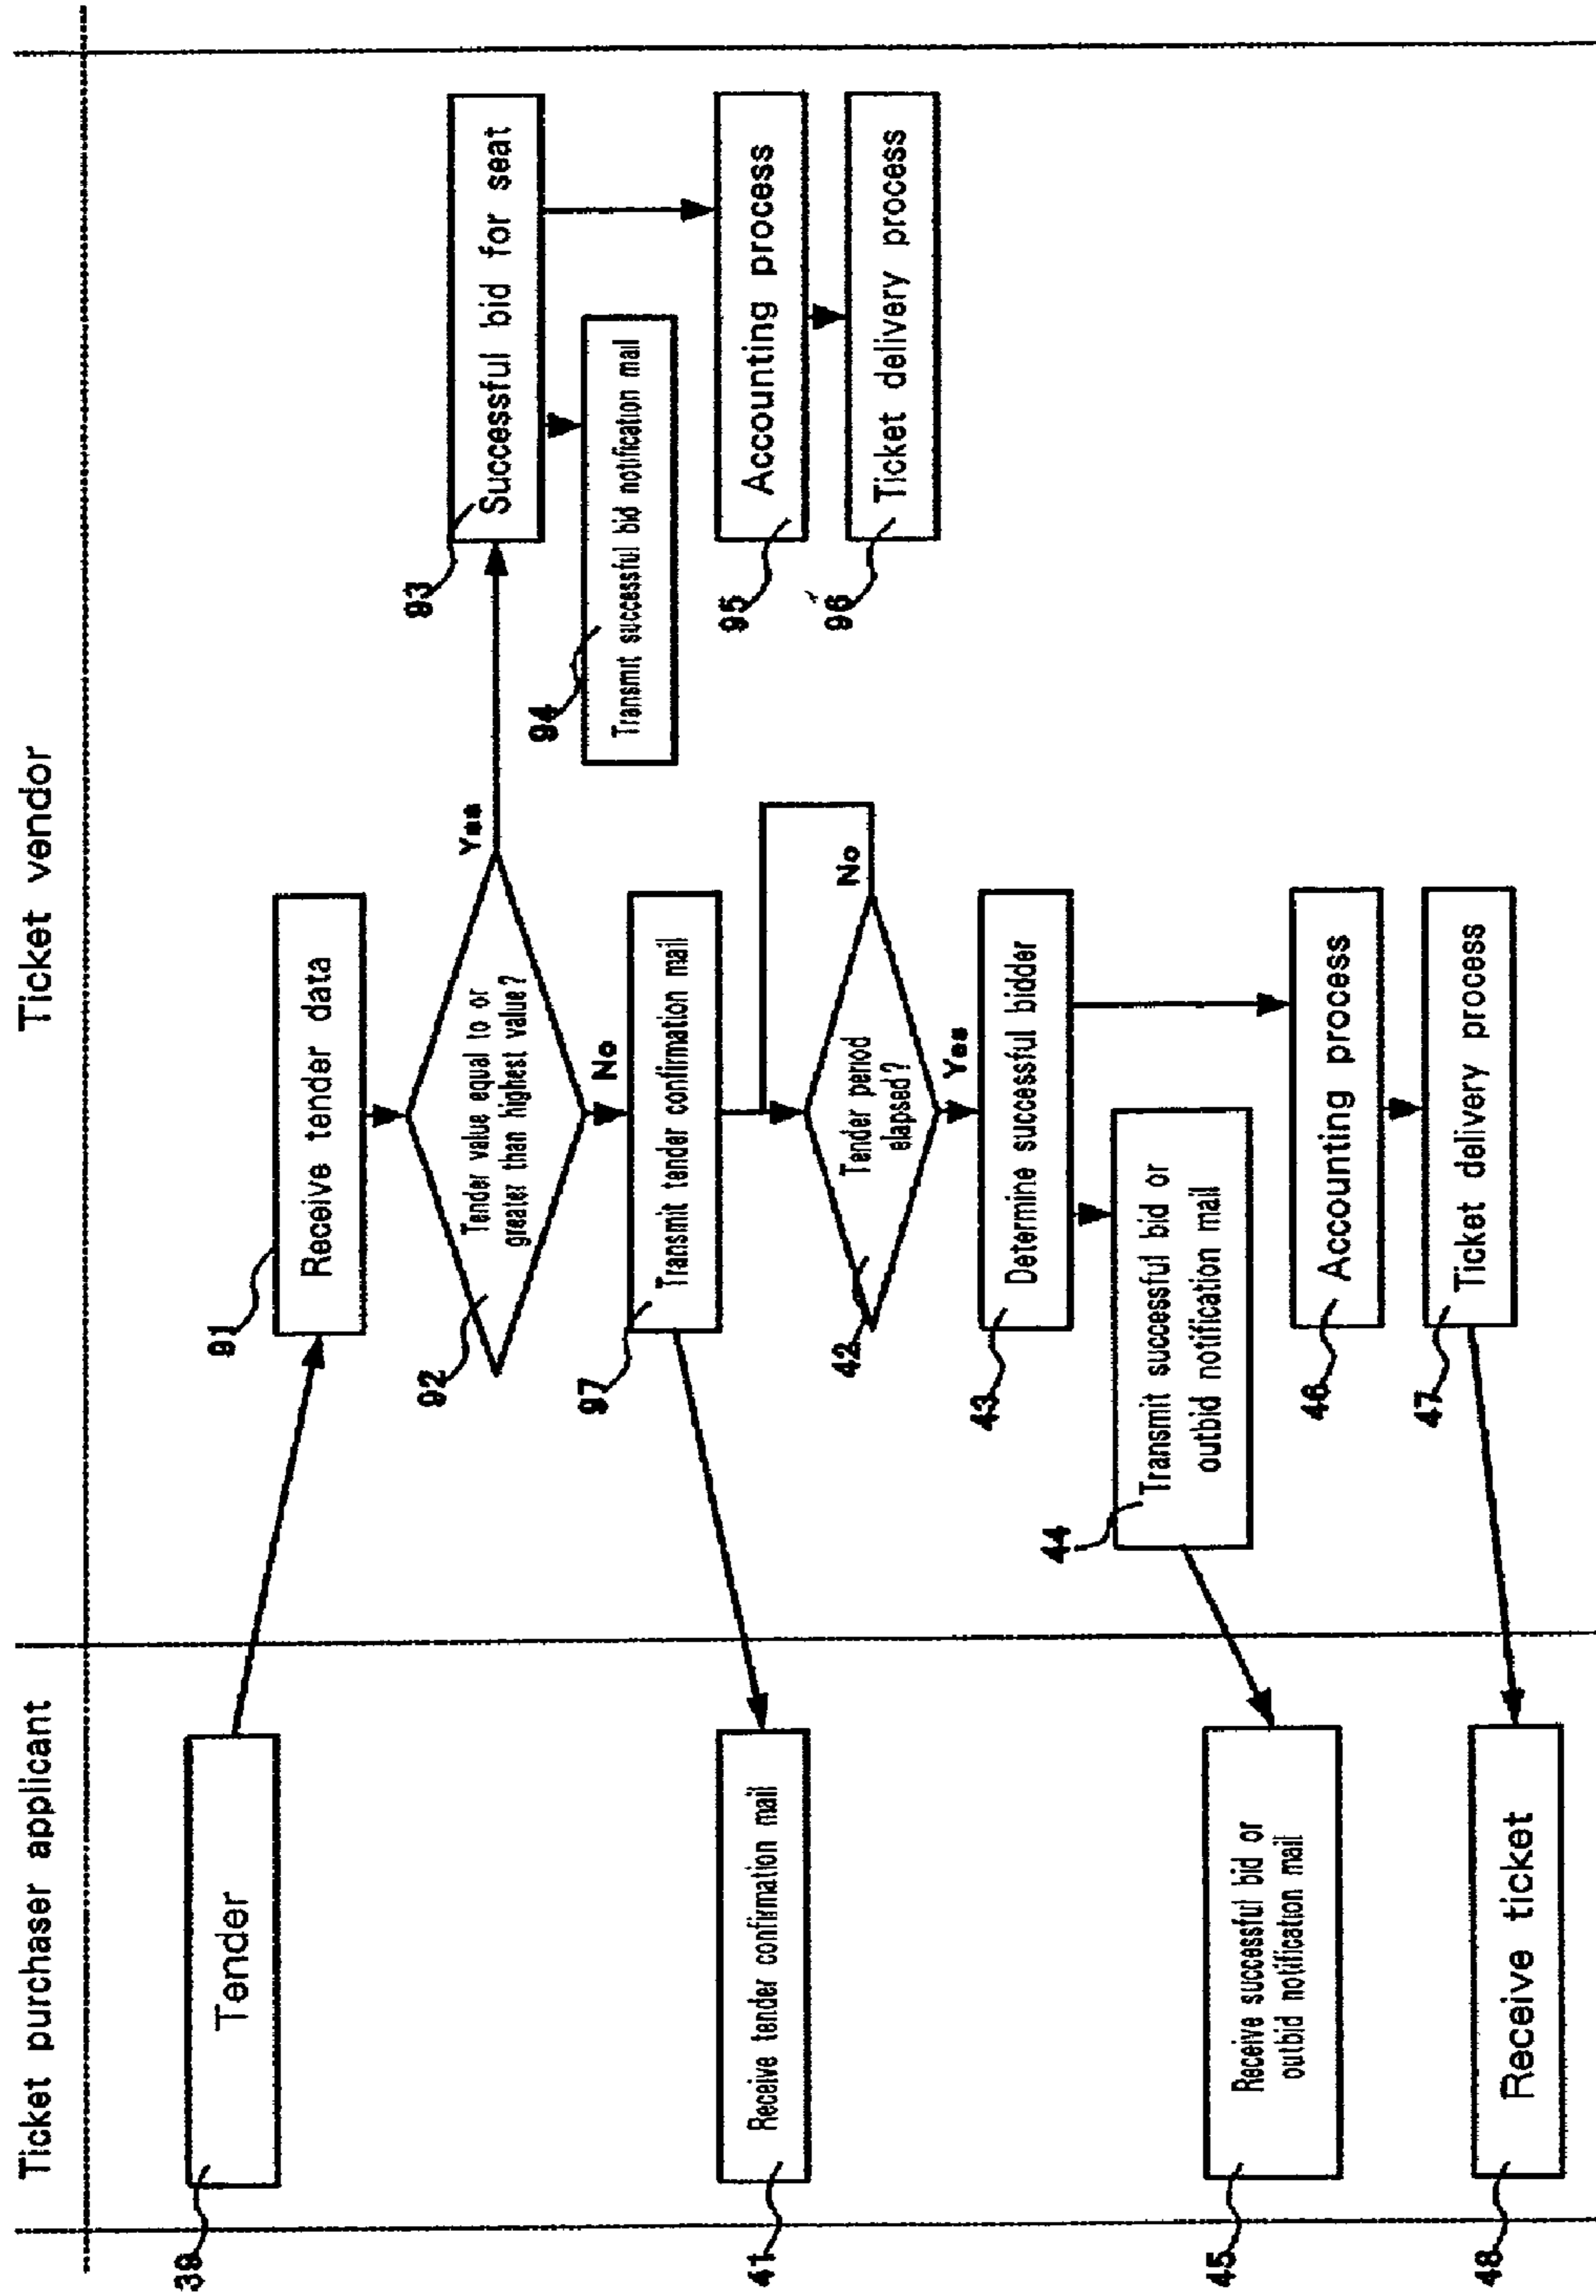 Ticket purchaser applicant
Ticket vendor
39
Tender
91
Receive tender data
92
Tender value equal to or
greater than highest value?
Yes
No
93
Successful bid for seat
94
Transmit successful bid notification mail
95
Accounting process
96
Ticket delivery process
97
Transmit tender confirmation mail
41
Receive tender confirmation mail
42
Tender period
elapsed?
No
Yes
43
Determine successful bidder
44
Transmit successful bid or
outbid notification mail
45
Receive successful bid or
outbid notification mail
46
Accounting process
47
Ticket delivery process
48
Receive ticket